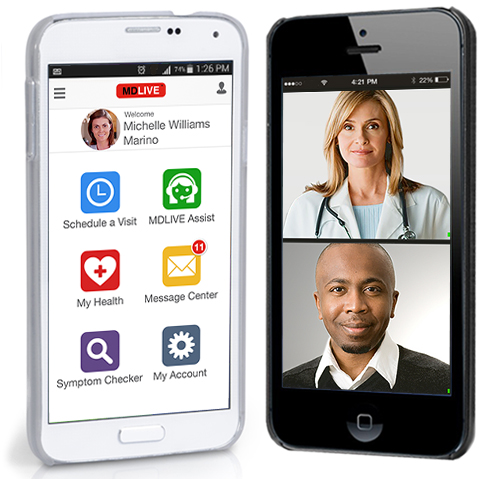 74% 1:26 PM
MDLIVE
Welcome
Michelle Williams
Marino
Schedule a Visit
MDLIVE Assist
My Health
11
Message Center
Symptom Checker
My Account
4:21 PM
22%